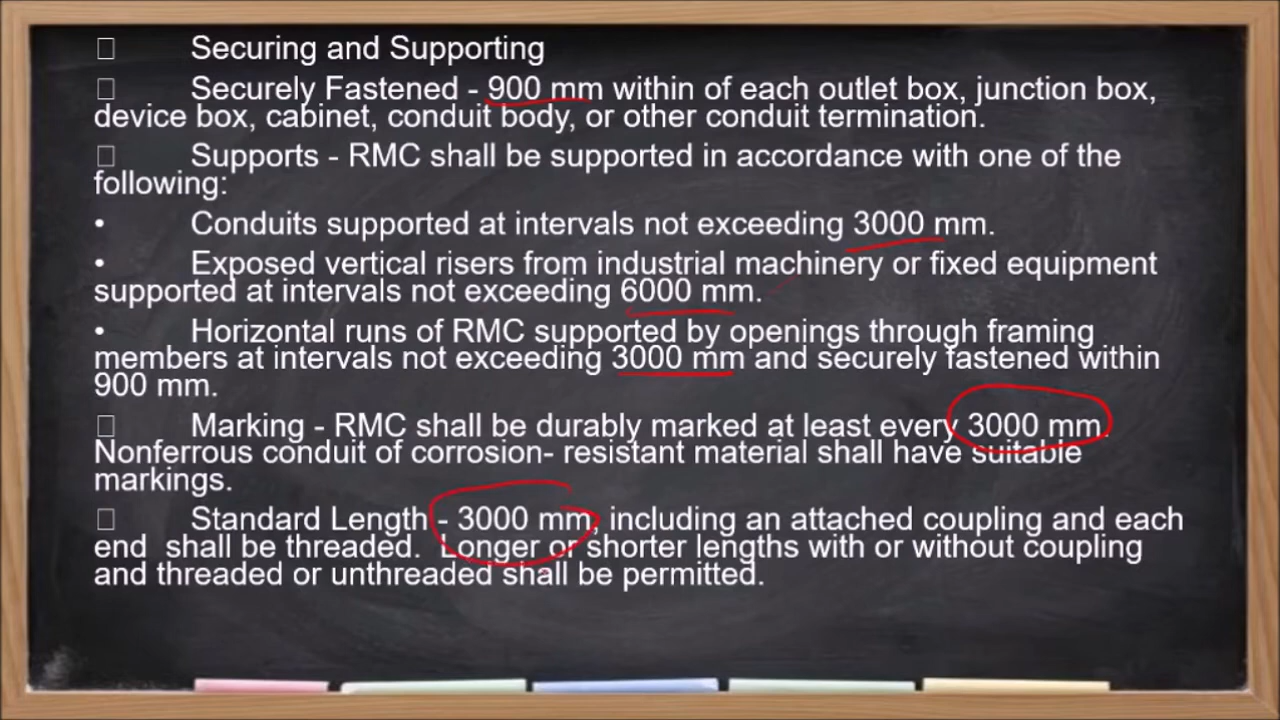 Securing and Supporting
Securely Fastened - 900 mm within of each outlet box, junction box,
device box, cabinet, conduit body, or other conduit termination.
Supports - RMC shall be supported in accordance with one of the
following:
• Conduits supported at intervals not exceeding 3000 mm.
• Exposed vertical risers from industrial machinery or fixed equipment
supported at intervals not exceeding 6000 mm.
• Horizontal runs of RMC supported by openings through framing
members at intervals not exceeding 3000 mm and securely fastened within
900 mm.
Marking - RMC shall be durably marked at least every 3000 mm.
Nonferrous conduit of corrosion- resistant material shall have suitable
markings.
Standard Length - 3000 mm, including an attached coupling and each
end shall be threaded. Longer or shorter lengths with or without coupling
and threaded or unthreaded shall be permitted.